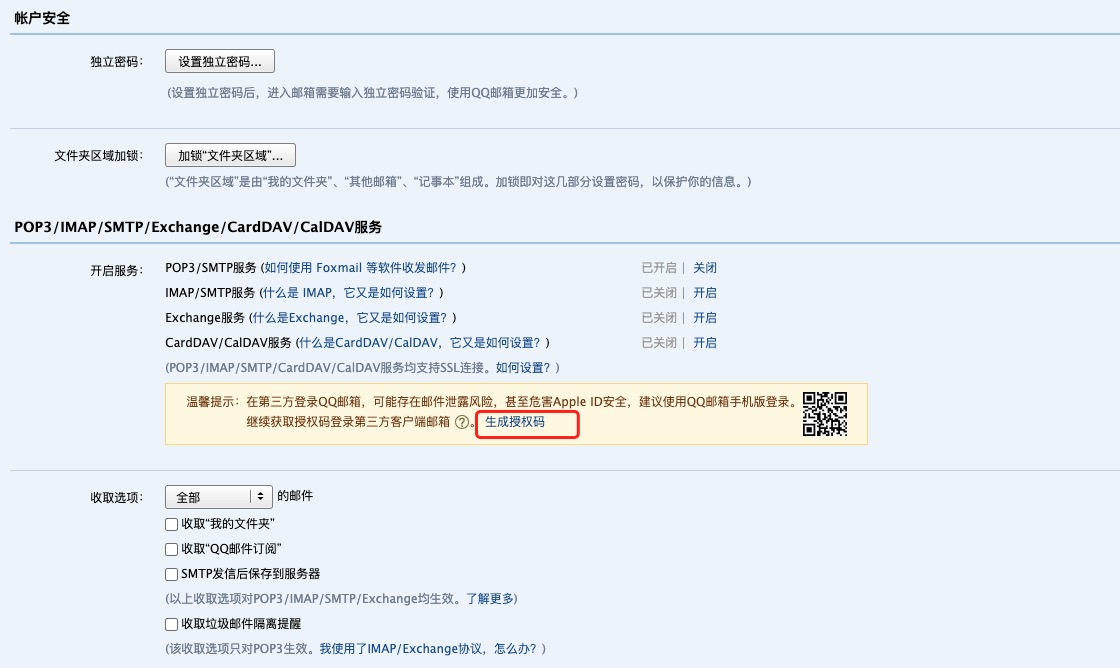 帐户安全
独立密码： 设置独立密码...
(设置独立密码后，进入邮箱需要输入独立密码验证，使用QQ邮箱更加安全。)
文件夹区域加锁： 加锁“文件夹区域”...
(“文件夹区域”是由“我的文件夹”、“其他邮箱”、“记事本”组成。加锁即对这几部分设置密码，以保护你的信息。)
POP3/IMAP/SMTP/Exchange/CardDAV/CalDAV服务
开启服务： POP3/SMTP服务 (如何使用 Foxmail 等软件收发邮件？) 已开启 | 关闭
IMAP/SMTP服务 (什么是 IMAP，它又是如何设置？) 已关闭 | 开启
Exchange服务 (什么是Exchange，它又是如何设置？) 已关闭 | 开启
CardDAV/CalDAV服务 (什么是CardDAV/CalDAV，它又是如何设置？) 已关闭 | 开启
(POP3/IMAP/SMTP/CardDAV/CalDAV服务均支持SSL连接。如何设置？)
温馨提示：在第三方登录QQ邮箱，可能存在邮件泄露风险，甚至危害Apple ID安全，建议使用QQ邮箱手机版登录。
继续获取授权码登录第三方客户端邮箱 ?。 生成授权码
收取选项： 全部 的邮件
收取“我的文件夹”
收取“QQ邮件订阅”
SMTP发信后保存到服务器
(以上收取选项对POP3/IMAP/SMTP/Exchange均生效。了解更多)
收取垃圾邮件隔离提醒
(该收取选项只对POP3生效。我使用了IMAP/Exchange协议，怎么办？)